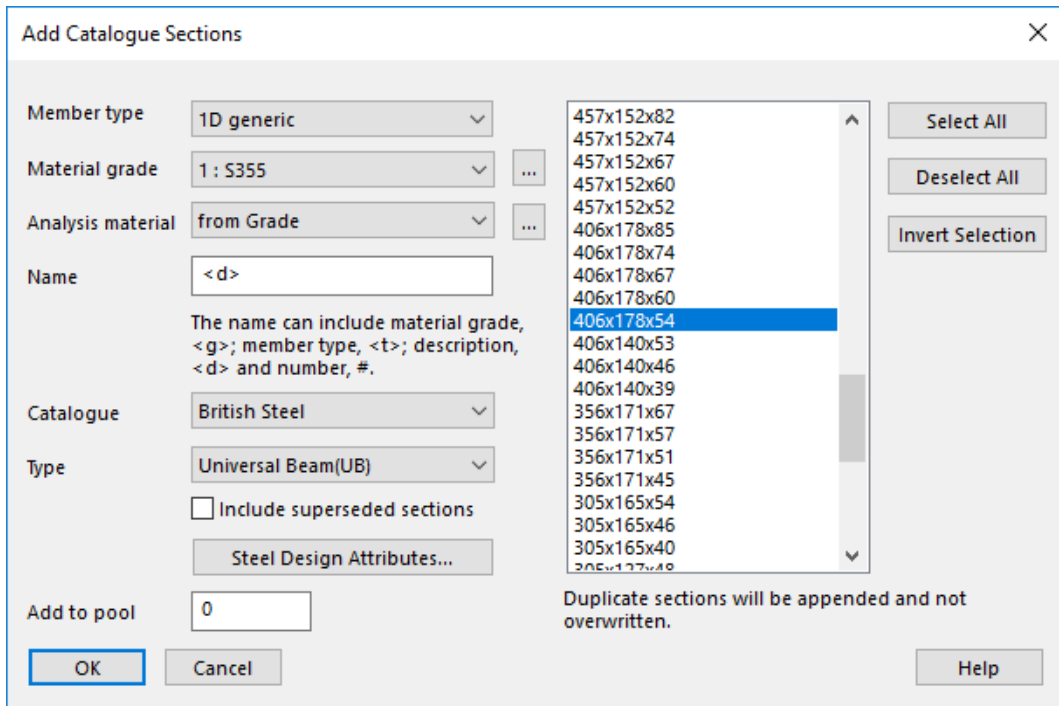 Add Catalogue Sections
Member type
1D generic
Material grade
1 : S355
...
Analysis material
from Grade
...
Name
<d>
The name can include material grade,
<g>; member type, <t>; description,
<d> and number, #.
Catalogue
British Steel
Type
Universal Beam(UB)
Include superseded sections
Steel Design Attributes...
Add to pool
0
OK
Cancel
457x152x82
457x152x74
457x152x67
457x152x60
457x152x52
406x178x85
406x178x74
406x178x67
406x178x60
406x178x54
406x140x53
406x140x46
406x140x39
356x171x67
356x171x57
356x171x51
356x171x45
305x165x54
305x165x46
305x165x40
305x127x48
Duplicate sections will be appended and not
overwritten.
Select All
Deselect All
Invert Selection
Help